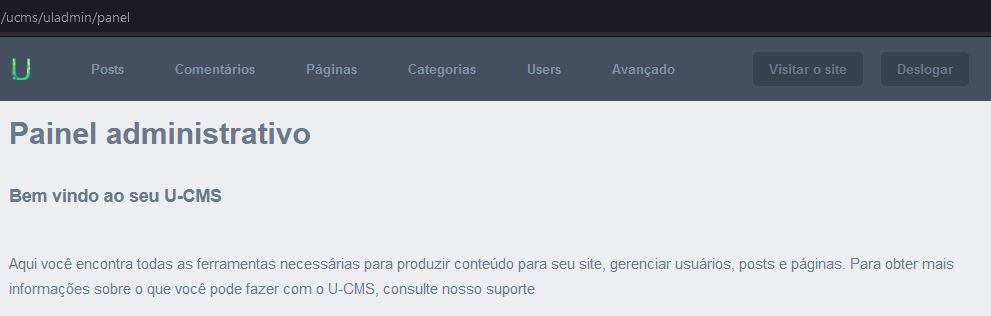 /ucms/uladmin/panel
U Posts Comentários Páginas Categorias Users Avançado Visitar o site Deslogar
Painel administrativo
Bem vindo ao seu U-CMS
Aqui você encontra todas as ferramentas necessárias para produzir conteúdo para seu site, gerenciar usuários, posts e páginas. Para obter mais
informações sobre o que você pode fazer com o U-CMS, consulte nosso suporte